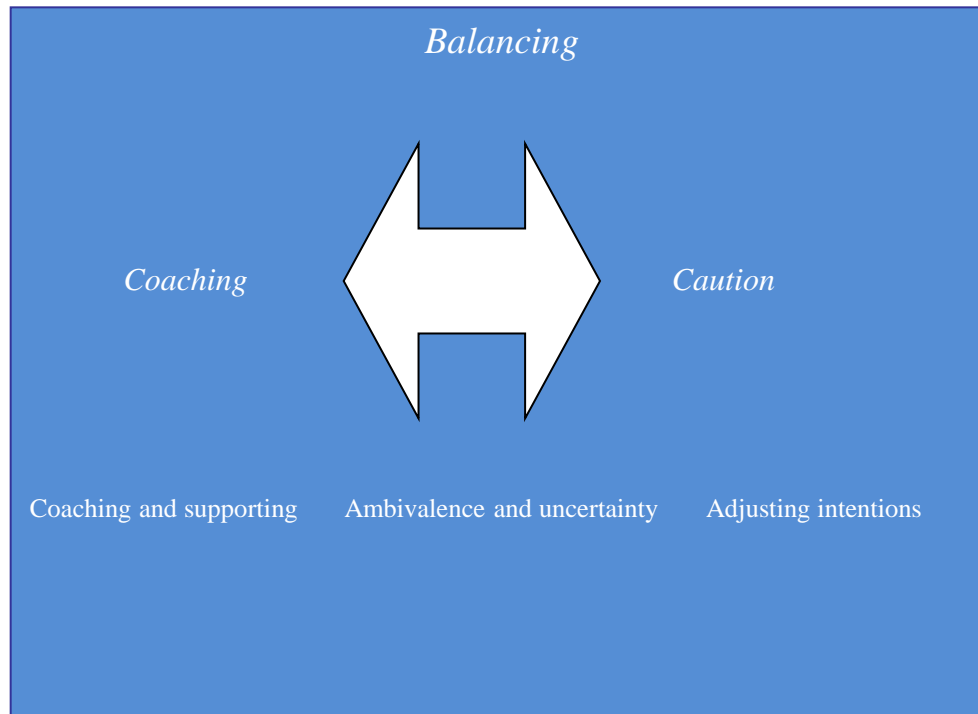 Balancing
Coaching
Caution
Coaching and supporting
Ambivalence and uncertainty
Adjusting intentions